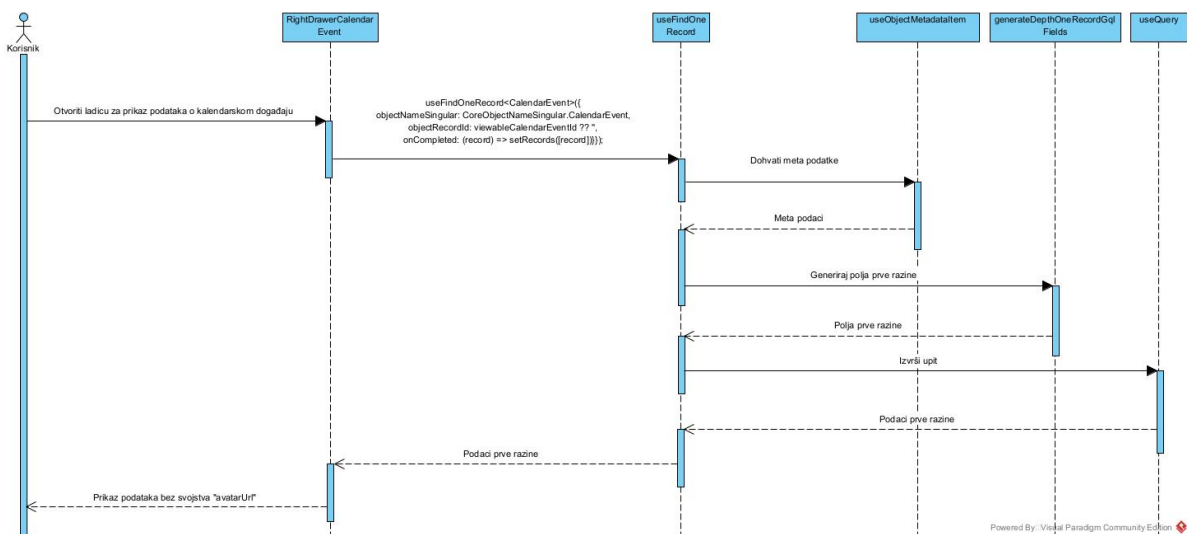 Korisnik
RightDrawerCalendar
Event
useFindOne
Record
useObjectMetadataItem
generateDepthOneRecordGql
Fields
useQuery
Otvoriti ladicu za prikaz podataka o kalendarskom događaju
useFindOneRecord<CalendarEvent>({
objectNameSingular: CoreObjectNameSingular.CalendarEvent,
objectRecordId: viewableCalendarEventId ?? '',
onCompleted: (record) => setRecords([record])}});
Dohvati meta podatke
Meta podaci
Generiraj polja prve razine
Polja prve razine
Izvrši upit
Podaci prve razine
Podaci prve razine
Prikaz podataka bez svojstva "avatarUrl"
Powered By Visual Paradigm Community Edition